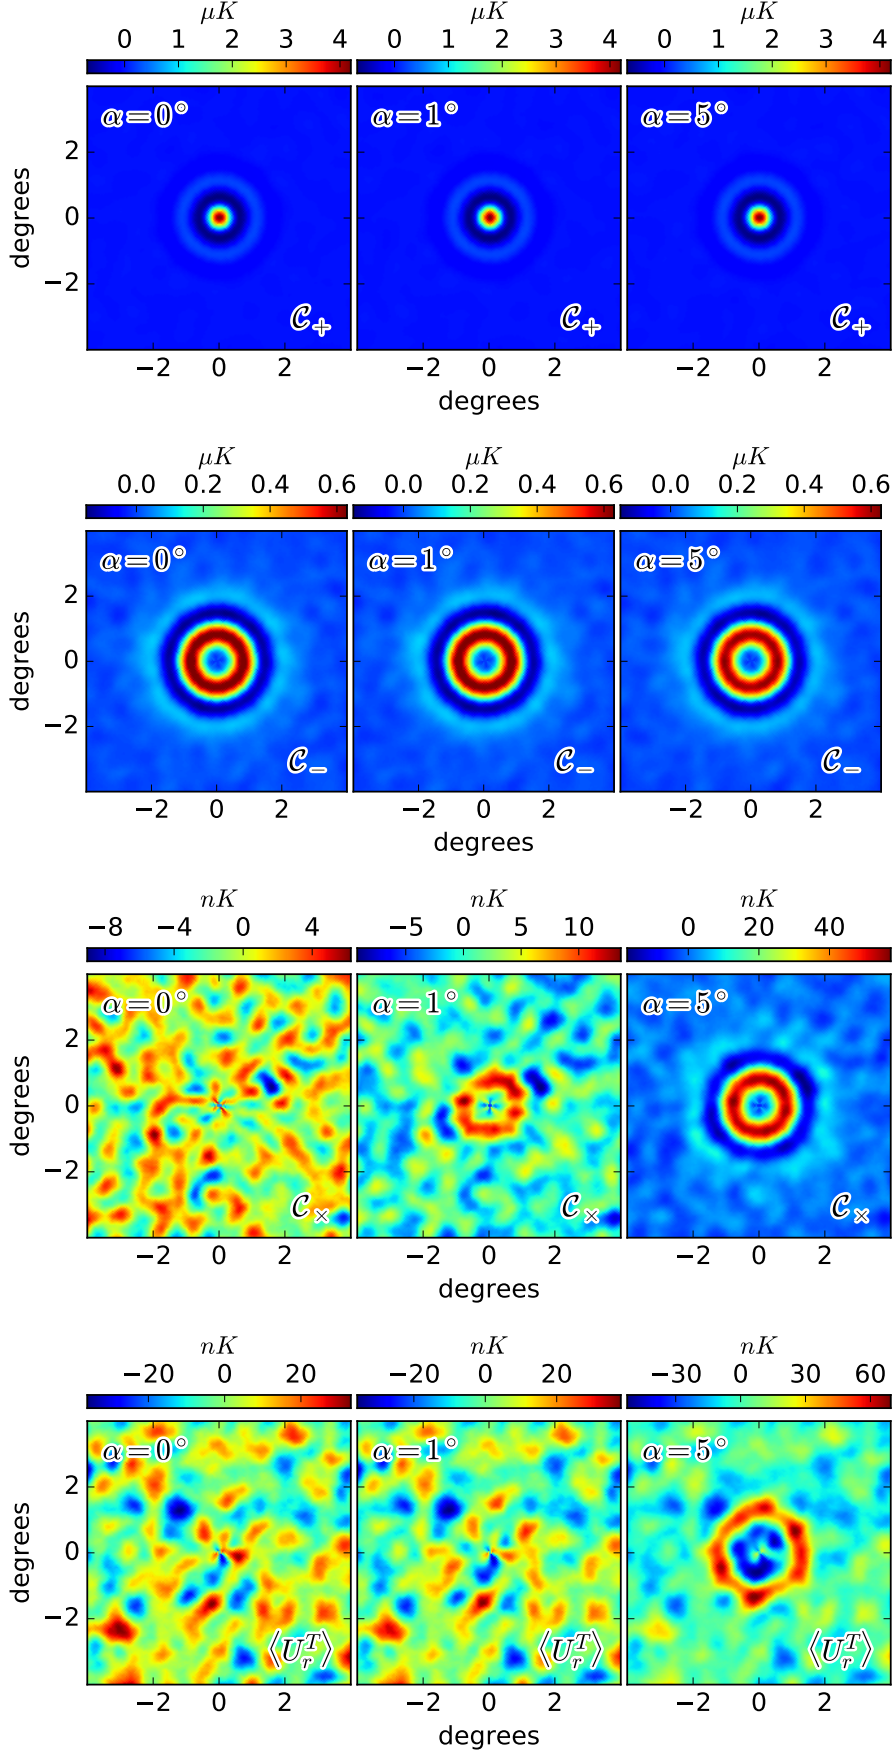 μK μK μK
0 1 2 3 4 0 1 2 3 4 0 1 2 3 4
α = 0° α = 1° α = 5°
2
0
−2
degrees
C₊ C₊ C₊
−2 0 2 −2 0 2 −2 0 2
degrees
μK μK μK
0.0 0.2 0.4 0.6 0.0 0.2 0.4 0.6 0.0 0.2 0.4 0.6
α = 0° α = 1° α = 5°
2
0
−2
degrees
C₋ C₋ C₋
−2 0 2 −2 0 2 −2 0 2
degrees
nK nK nK
−8 −4 0 4 −5 0 5 10 0 20 40
α = 0° α = 1° α = 5°
2
0
−2
degrees
C× C× C×
−2 0 2 −2 0 2 −2 0 2
degrees
nK nK nK
−20 0 20 −20 0 20 −30 0 30 60
α = 0° α = 1° α = 5°
2
0
−2
degrees
⟨U_r^T⟩ ⟨U_r^T⟩ ⟨U_r^T⟩
−2 0 2 −2 0 2 −2 0 2
degrees